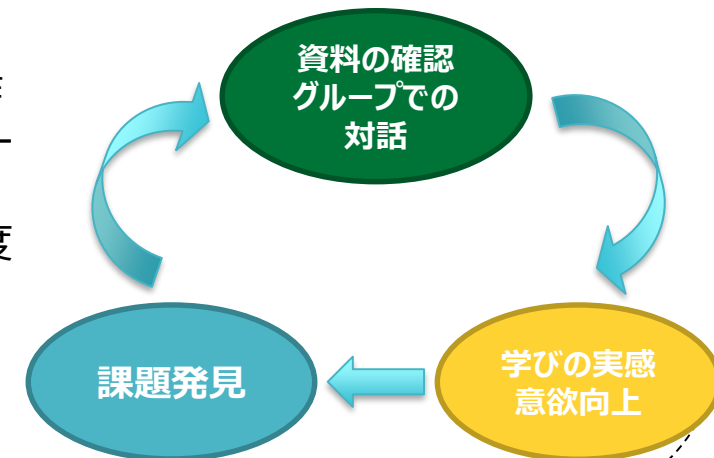 資料の確認
グループでの
対話
度
課題発見
学びの実感
意欲向上